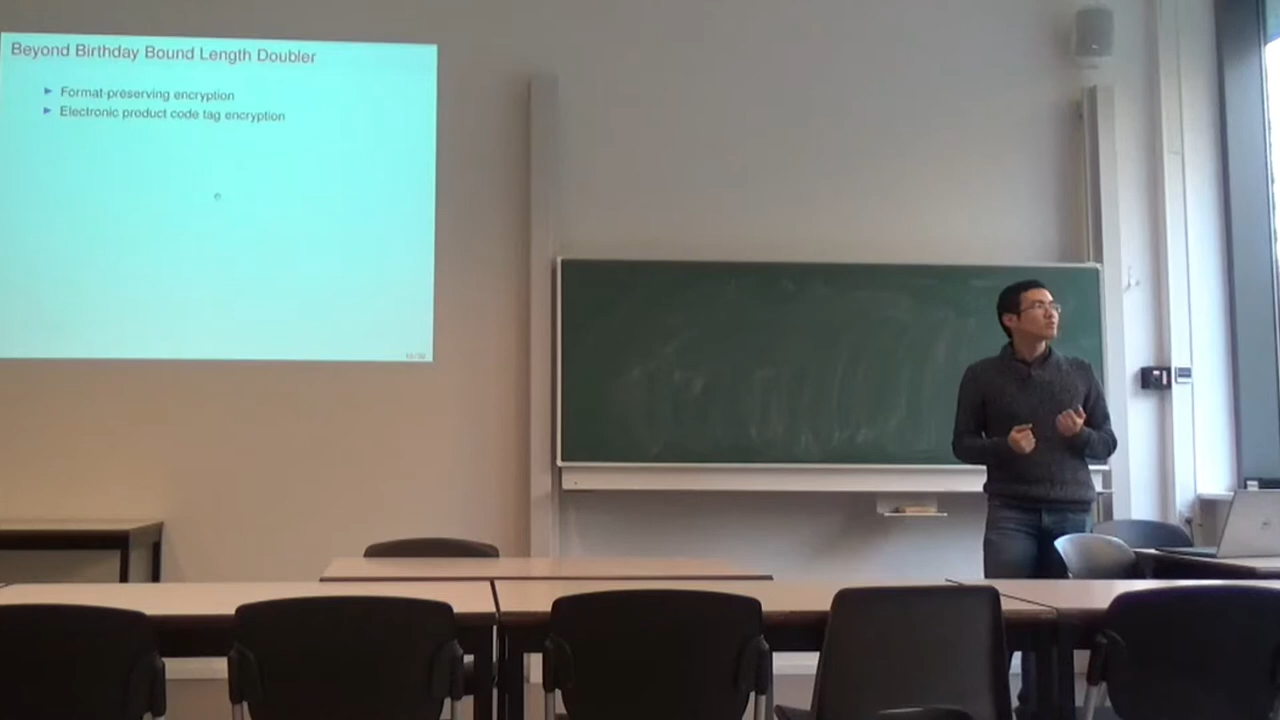 Beyond Birthday Bound Length Doubler
Format-preserving encryption
Electronic product code tag encryption